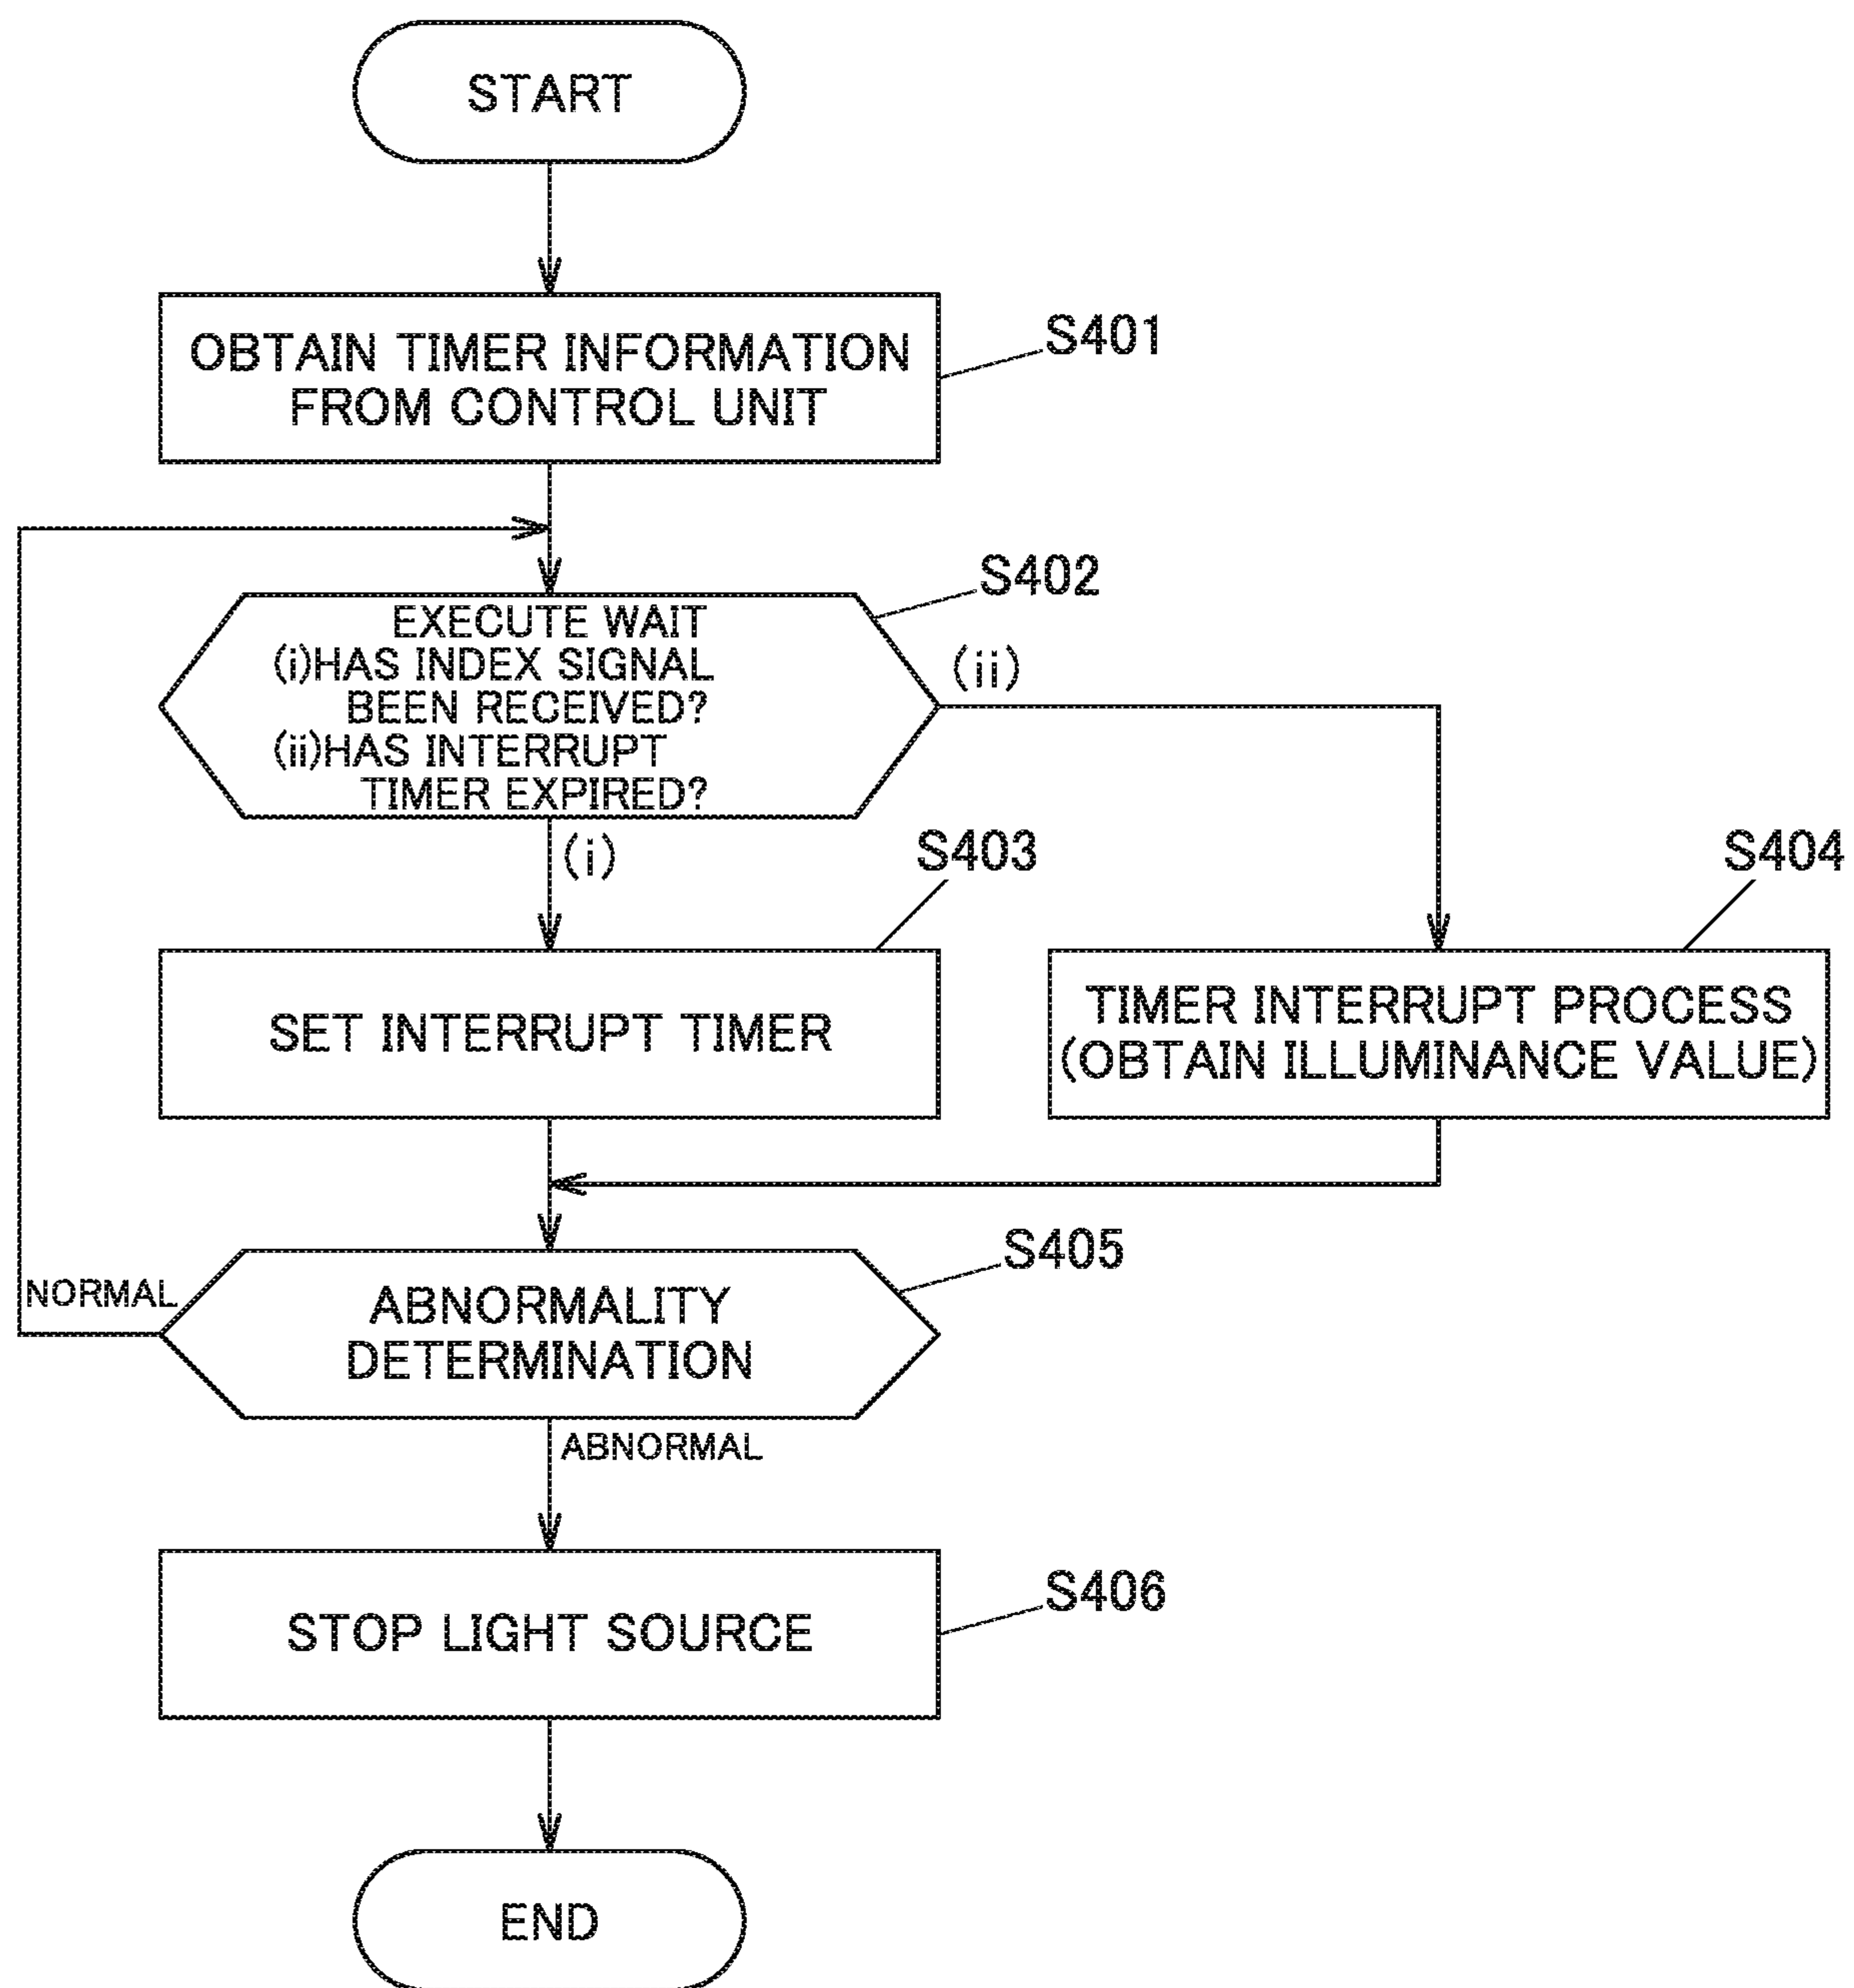 START
OBTAIN TIMER INFORMATION
FROM CONTROL UNIT
S401
EXECUTE WAIT
(i)HAS INDEX SIGNAL
BEEN RECEIVED?
(ii)HAS INTERRUPT
TIMER EXPIRED?
S402
(ii)
(i)
S403
SET INTERRUPT TIMER
S404
TIMER INTERRUPT PROCESS
(OBTAIN ILLUMINANCE VALUE)
S405
ABNORMALITY
DETERMINATION
NORMAL
ABNORMAL
STOP LIGHT SOURCE
S406
END